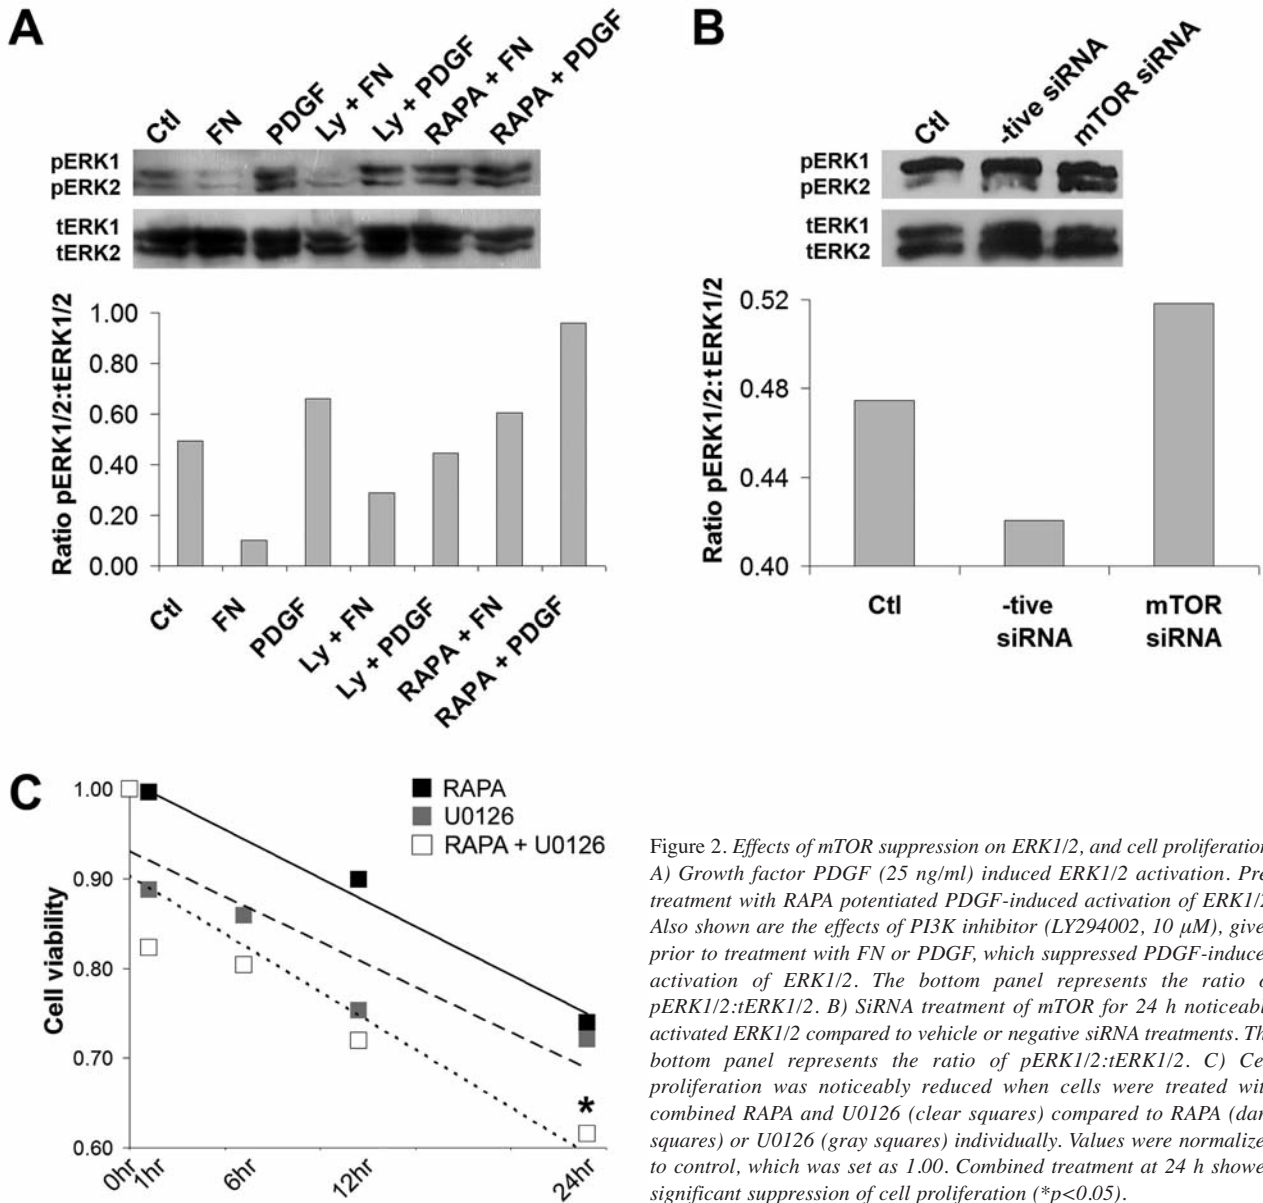 A
Ctl FN PDGF Ly + FN Ly + PDGF RAPA + FN RAPA + PDGF
pERK1
pERK2
tERK1
tERK2
Ratio pERK1/2:tERK1/2
1.00
0.80
0.60
0.40
0.20
0.00
Ctl FN PDGF Ly + FN Ly + PDGF RAPA + FN RAPA + PDGF
B
Ctl -tive siRNA mTOR siRNA
pERK1
pERK2
tERK1
tERK2
Ratio pERK1/2:tERK1/2
0.52
0.48
0.44
0.40
Ctl -tive mTOR
siRNA siRNA
C
Cell viability
1.00
0.90
0.80
0.70
0.60
RAPA
U0126
RAPA + U0126
*
0hr 1hr 6hr 12hr 24hr
Figure 2. Effects of mTOR suppression on ERK1/2, and cell proliferation
A) Growth factor PDGF (25 ng/ml) induced ERK1/2 activation. Pre
treatment with RAPA potentiated PDGF-induced activation of ERK1/2
Also shown are the effects of PI3K inhibitor (LY294002, 10 μM), give
prior to treatment with FN or PDGF, which suppressed PDGF-induce
activation of ERK1/2. The bottom panel represents the ratio o
pERK1/2:tERK1/2. B) SiRNA treatment of mTOR for 24 h noticeabl
activated ERK1/2 compared to vehicle or negative siRNA treatments. Th
bottom panel represents the ratio of pERK1/2:tERK1/2. C) Ce
proliferation was noticeably reduced when cells were treated wit
combined RAPA and U0126 (clear squares) compared to RAPA (dar
squares) or U0126 (gray squares) individually. Values were normalize
to control, which was set as 1.00. Combined treatment at 24 h showe
significant suppression of cell proliferation (*p<0.05).